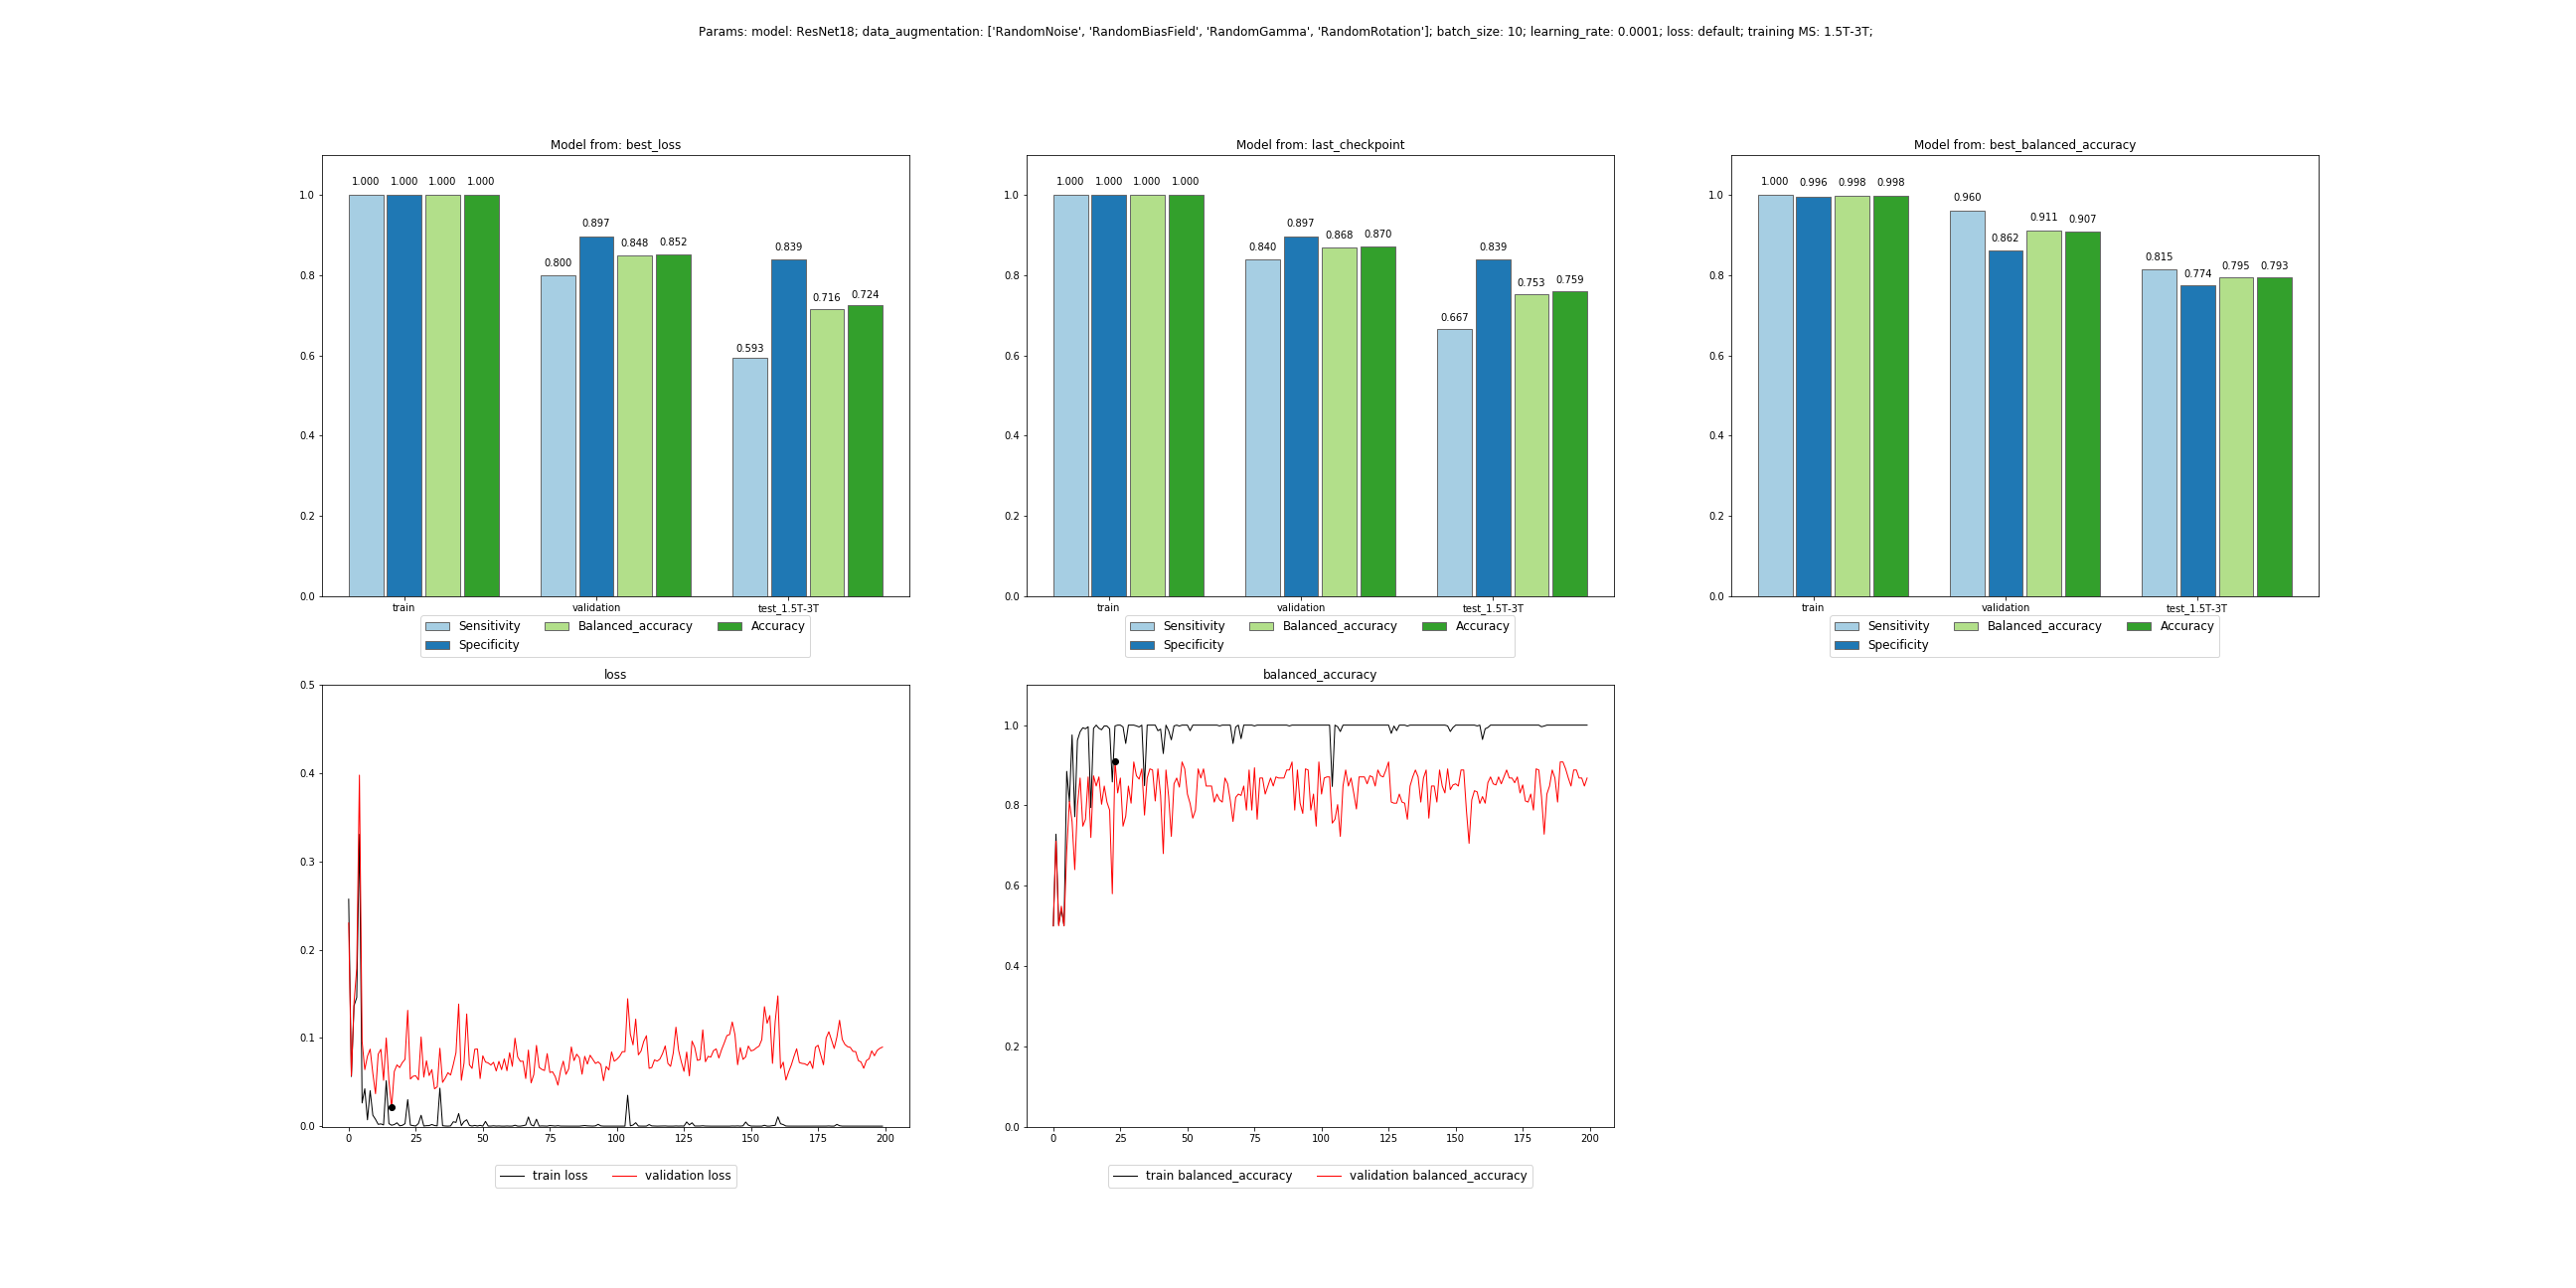 Params: model: ResNet18; data_augmentation: ['RandomNoise', 'RandomBiasField', 'RandomGamma', 'RandomRotation']; batch_size: 10; learning_rate: 0.0001; loss: default; training MS: 1.5T-3T;
Model from: best_loss
1.000 1.000 1.000 1.000
0.800 0.897 0.848 0.852
0.593 0.839 0.716 0.724
1.0
0.8
0.6
0.4
0.2
0.0
train validation test_1.5T-3T
Sensitivity Balanced_accuracy Accuracy
Specificity
Model from: last_checkpoint
1.000 1.000 1.000 1.000
0.840 0.897 0.868 0.870
0.667 0.839 0.753 0.759
1.0
0.8
0.6
0.4
0.2
0.0
train validation test_1.5T-3T
Sensitivity Balanced_accuracy Accuracy
Specificity
Model from: best_balanced_accuracy
1.000 0.996 0.998 0.998
0.960 0.862 0.911 0.907
0.815 0.774 0.795 0.793
1.0
0.8
0.6
0.4
0.2
0.0
train validation test_1.5T-3T
Sensitivity Balanced_accuracy Accuracy
Specificity
loss
0.5
0.4
0.3
0.2
0.1
0.0
0 25 50 75 100 125 150 175 200
train loss validation loss
balanced_accuracy
1.0
0.8
0.6
0.4
0.2
0.0
0 25 50 75 100 125 150 175 200
train balanced_accuracy validation balanced_accuracy